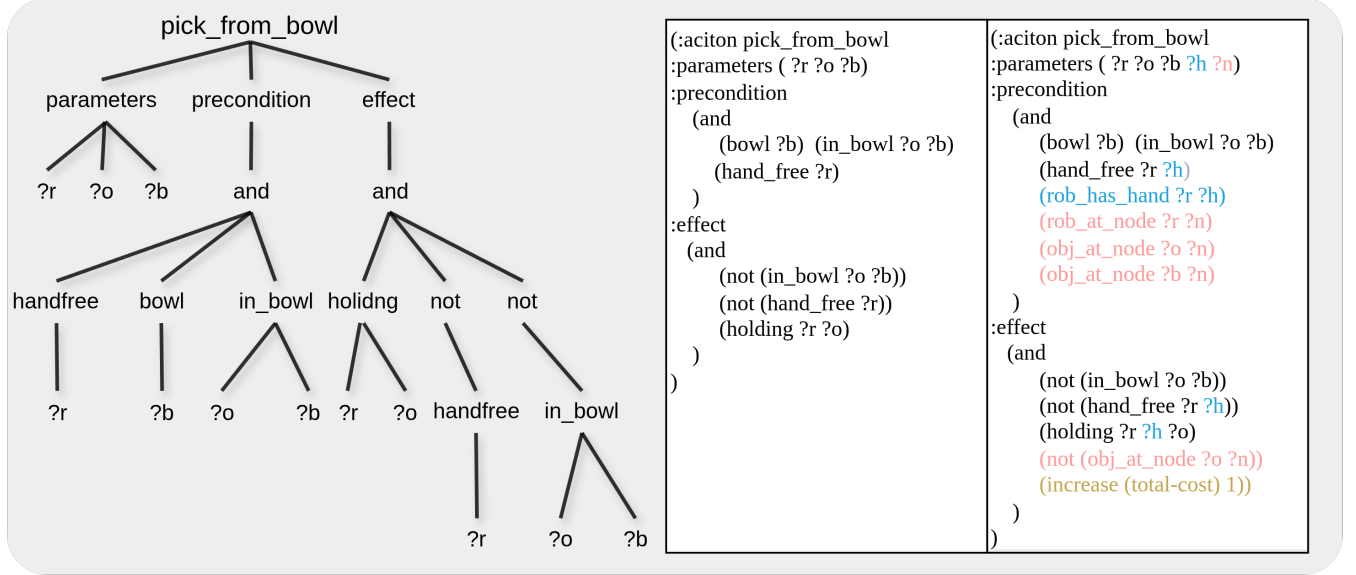 pick_from_bowl
parameters precondition effect
?r ?o ?b and and
handfree bowl in_bowl holidng not not
?r ?b ?o ?b ?r ?o handfree in_bowl
?r ?o ?b
(:aciton pick_from_bowl
:parameters ( ?r ?o ?b)
:precondition
(and
(bowl ?b) (in_bowl ?o ?b)
(hand_free ?r)
)
:effect
(and
(not (in_bowl ?o ?b))
(not (hand_free ?r))
(holding ?r ?o)
)
)
(:aciton pick_from_bowl
:parameters ( ?r ?o ?b ?h ?n)
:precondition
(and
(bowl ?b) (in_bowl ?o ?b)
(hand_free ?r ?h)
(rob_has_hand ?r ?h)
(rob_at_node ?r ?n)
(obj_at_node ?o ?n)
(obj_at_node ?b ?n)
)
:effect
(and
(not (in_bowl ?o ?b))
(not (hand_free ?r ?h))
(holding ?r ?h ?o)
(not (obj_at_node ?o ?n))
(increase (total-cost) 1))
)
)